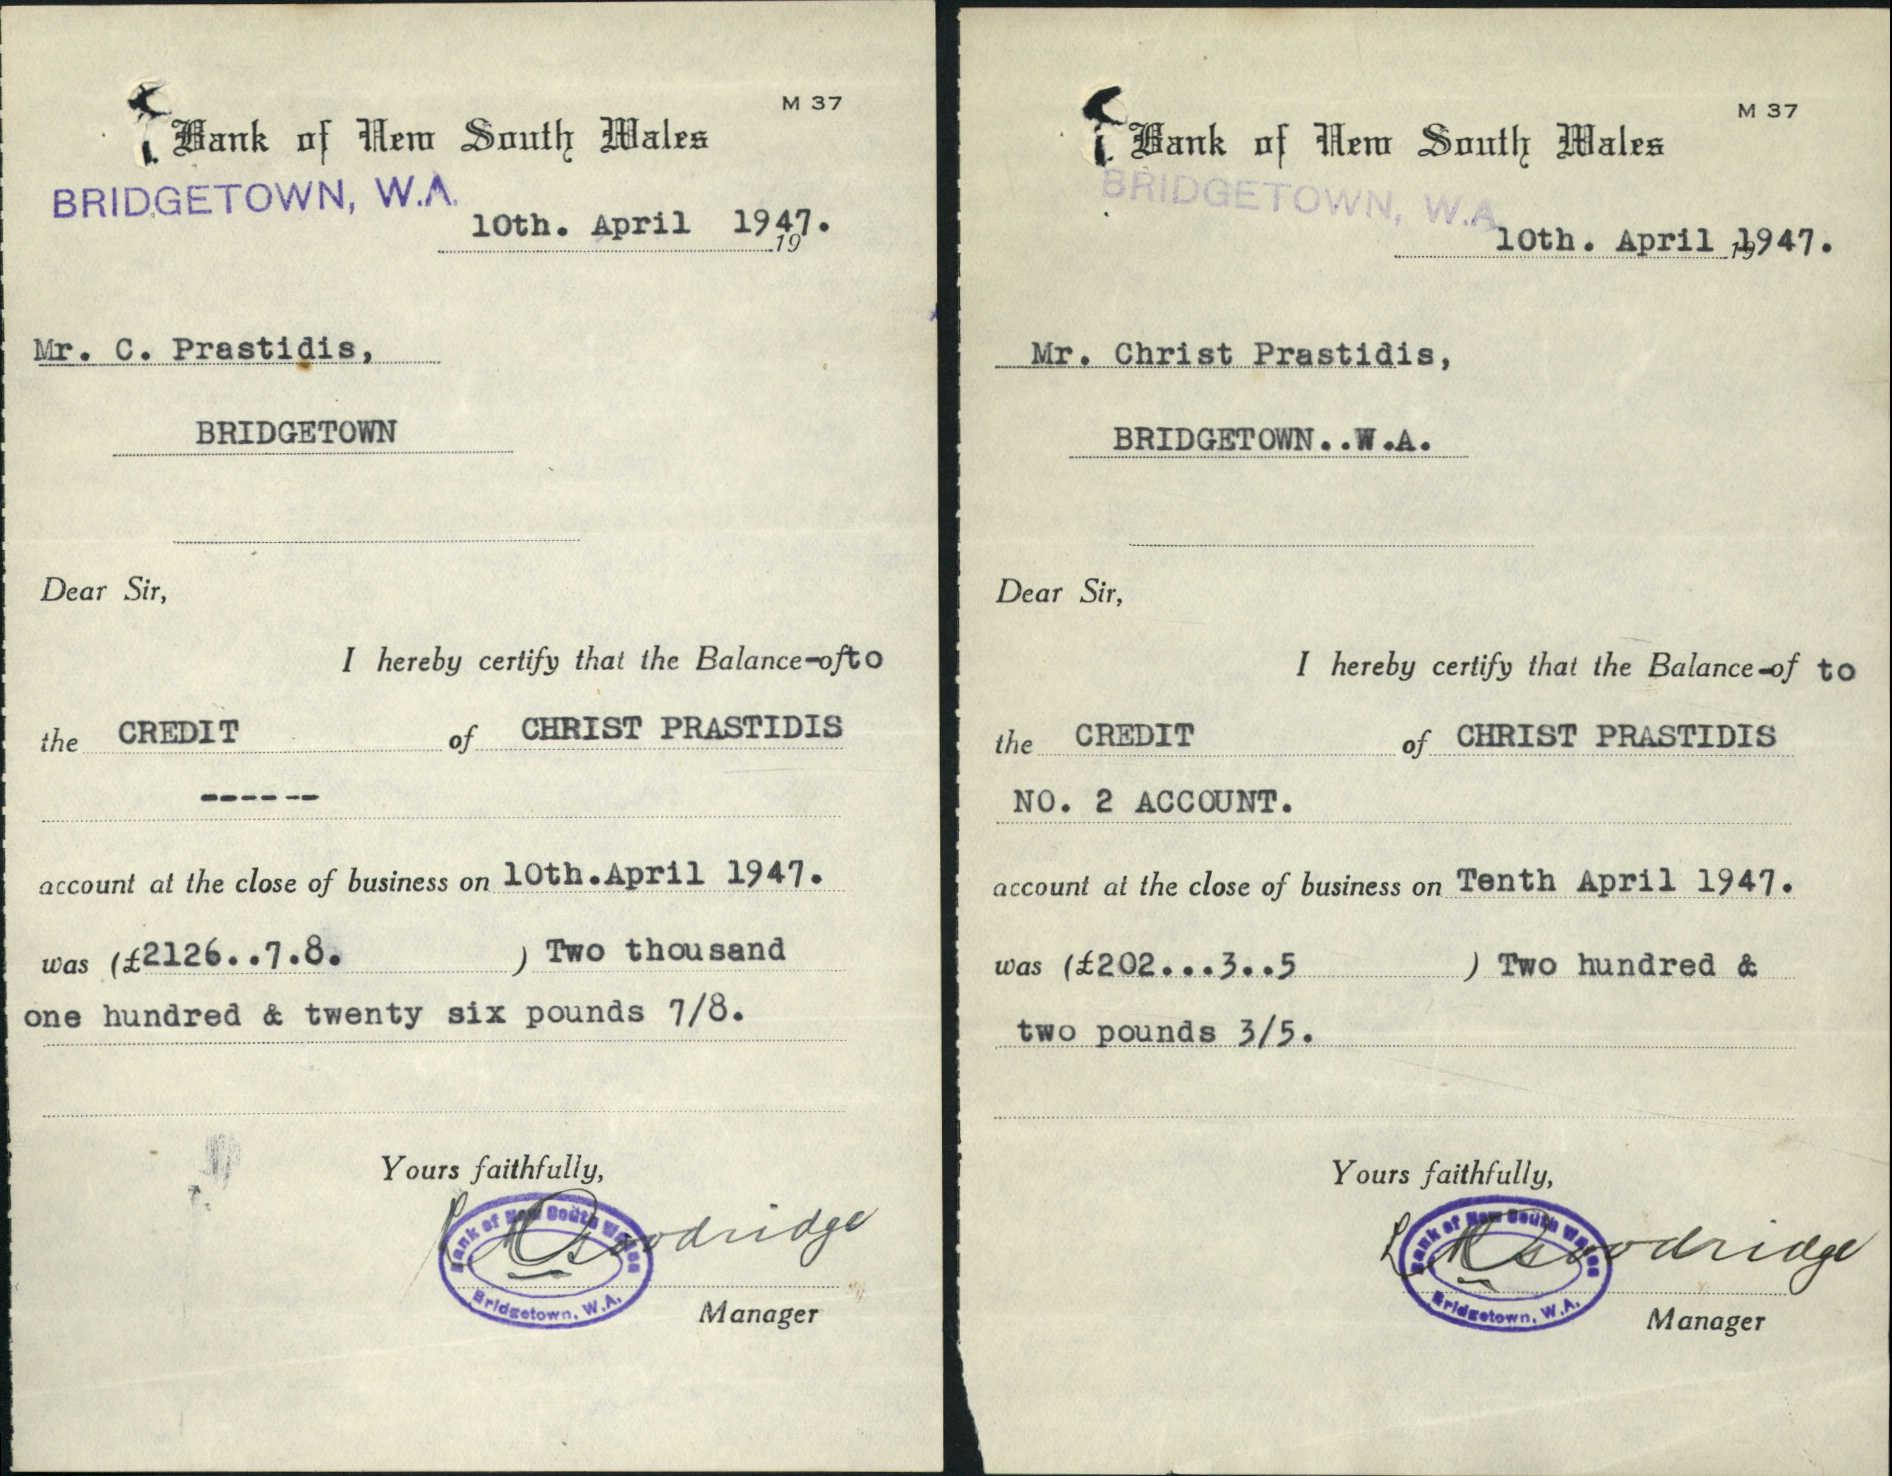 M 37
Bank of New South Wales
BRIDGETOWN, W.A.
10th. April 1947.
19
Mr. C. Prastidis,
BRIDGETOWN
Dear Sir,
I hereby certify that the Balance-of to
the CREDIT of CHRIST PRASTIDIS
------
account at the close of business on 10th.April 1947.
was (£2126..7.8. ) Two thousand
one hundred & twenty six pounds 7/8.
Yours faithfully,
Woodridge
Bank of New South Wales
Bridgetown, W.A.
Manager
M 37
Bank of New South Wales
BRIDGETOWN, W.A.
10th. April 1947.
19
Mr. Christ Prastidis,
BRIDGETOWN..W.A.
Dear Sir,
I hereby certify that the Balance-of to
the CREDIT of CHRIST PRASTIDIS
NO. 2 ACCOUNT.
account at the close of business on Tenth April 1947.
was (£202...3..5 ) Two hundred &
two pounds 3/5.
Yours faithfully,
Woodridge
Bank of New South Wales
Bridgetown, W.A.
Manager